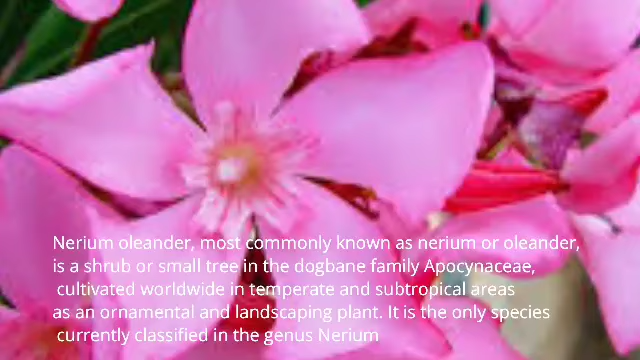 Nerium oleander, most commonly known as nerium or oleander,
is a shrub or small tree in the dogbane family Apocynaceae,
cultivated worldwide in temperate and subtropical areas
as an ornamental and landscaping plant. It is the only species
currently classified in the genus Nerium